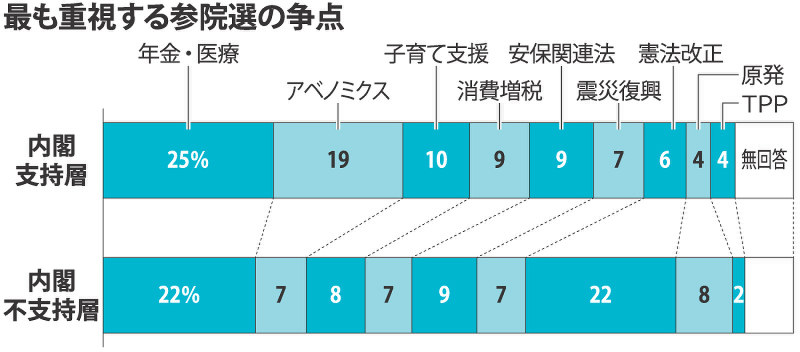 最も重視する参院選の争点
年金・医療
子育て支援
安保関連法
憲法改正
アベノミクス
消費増税
震災復興
原発
TPP
内閣
支持層
25%
19
10
9
9
7
6
4
4
無回答
内閣
不支持層
22%
7
8
7
9
7
22
8
2